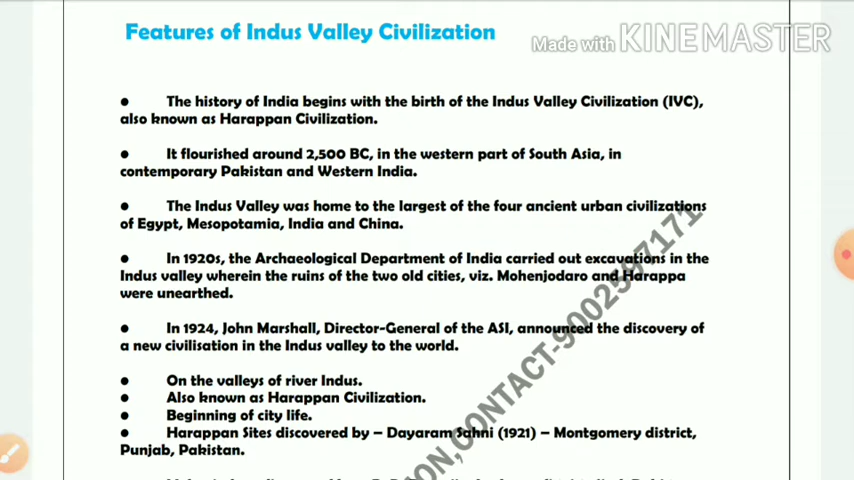 Features of Indus Valley Civilization
Made with KINEMASTER
● The history of India begins with the birth of the Indus Valley Civilization (IVC),
also known as Harappan Civilization.
● It flourished around 2,500 BC, in the western part of South Asia, in
contemporary Pakistan and Western India.
● The Indus Valley was home to the largest of the four ancient urban civilizations
of Egypt, Mesopotamia, India and China.
● In 1920s, the Archaeological Department of India carried out excavations in the
Indus valley wherein the ruins of the two old cities, viz. Mohenjodaro and Harappa
were unearthed.
● In 1924, John Marshall, Director-General of the ASI, announced the discovery of
a new civilisation in the Indus valley to the world.
● On the valleys of river Indus.
● Also known as Harappan Civilization.
● Beginning of city life.
● Harappan Sites discovered by – Dayaram Sahni (1921) – Montgomery district,
Punjab, Pakistan.
ON,CONTACT-9002597171